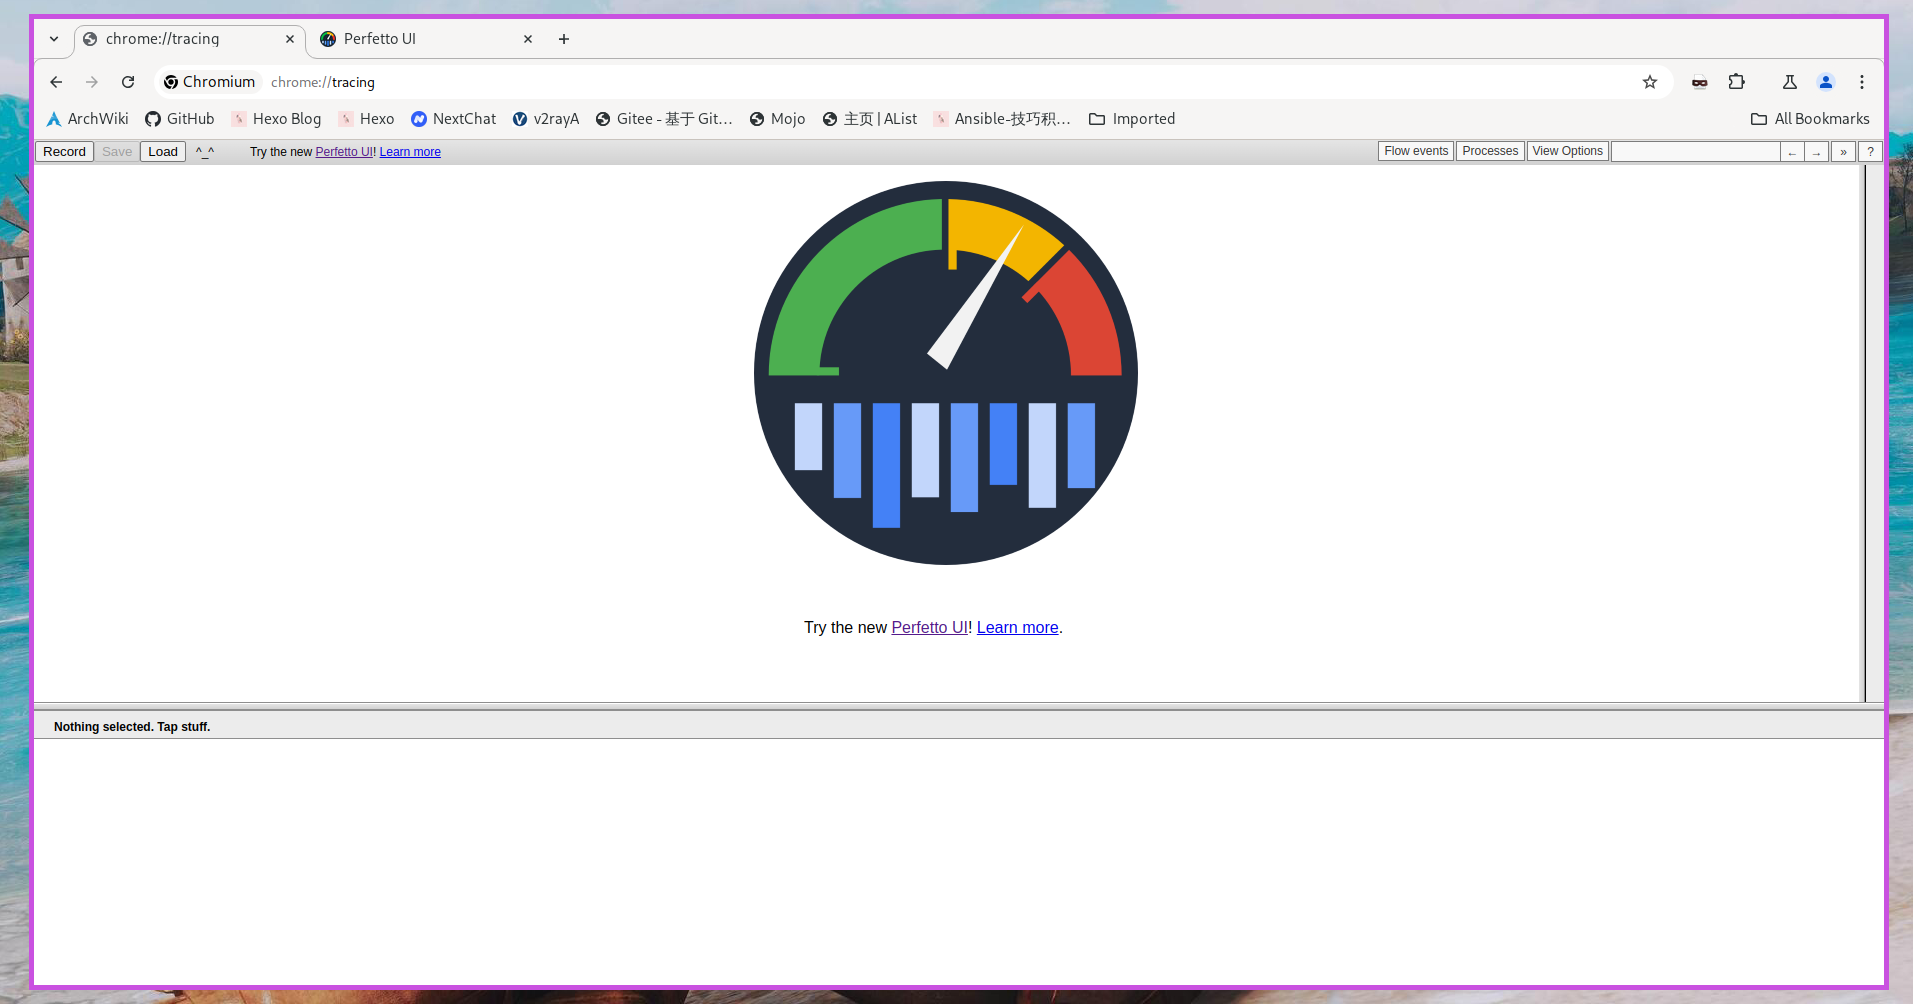 chrome://tracing
Perfetto UI
Chromium chrome://tracing
ArchWiki GitHub Hexo Blog Hexo NextChat v2rayA Gitee - 基于 Git... Mojo 主页 | AList Ansible-技巧积... Imported All Bookmarks
Record Save Load ^_^ Try the new Perfetto UI! Learn more Flow events Processes View Options ← → » ?
Try the new Perfetto UI! Learn more.
Nothing selected. Tap stuff.